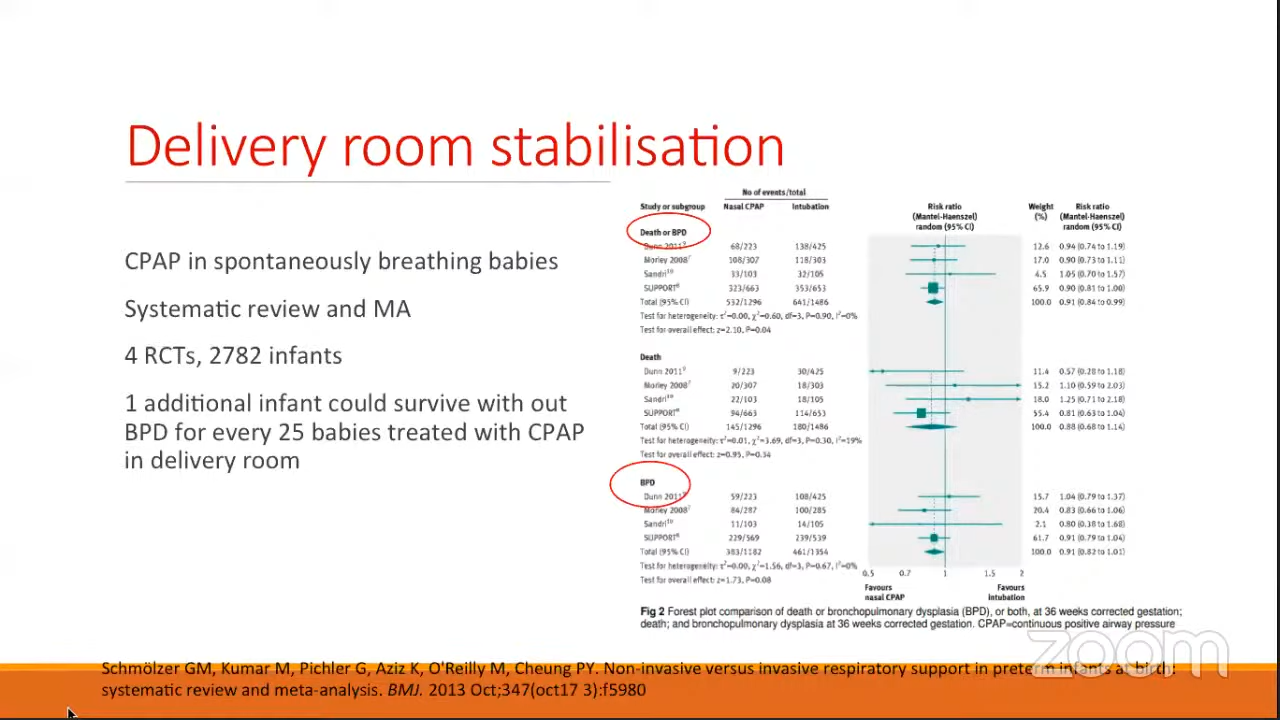 Delivery room stabilisation
CPAP in spontaneously breathing babies
Systematic review and MA
4 RCTs, 2782 infants
1 additional infant could survive with out
BPD for every 25 babies treated with CPAP
in delivery room
No of events/total
Study or subgroup Nasal CPAP Intubation Risk ratio (Mantel-Haenszel) random (95% CI) Weight (%) Risk ratio (Mantel-Haenszel) random (95% CI)
Death or BPD
Dunn 2011 68/223 138/425 12.6 0.94 (0.74 to 1.19)
Morley 2008⁷ 108/307 118/303 17.0 0.90 (0.73 to 1.11)
Sandri¹⁰ 33/103 32/105 4.5 1.05 (0.70 to 1.57)
SUPPORT⁸ 323/663 353/653 65.9 0.90 (0.81 to 1.00)
Total (95% CI) 532/1296 641/1486 100.0 0.91 (0.84 to 0.99)
Test for heterogeneity: τ²=0.00, χ²=0.60, df=3, P=0.90, I²=0%
Test for overall effect: z=2.10, P=0.04
Death
Dunn 2011⁹ 9/223 30/425 11.4 0.57 (0.28 to 1.18)
Morley 2008⁷ 20/307 18/303 15.2 1.10 (0.59 to 2.03)
Sandri¹⁰ 22/103 18/105 18.0 1.25 (0.71 to 2.18)
SUPPORT⁸ 94/663 114/653 55.4 0.81 (0.63 to 1.04)
Total (95% CI) 145/1296 180/1486 100.0 0.88 (0.68 to 1.14)
Test for heterogeneity: τ²=0.01, χ²=3.69, df=3, P=0.30, I²=19%
Test for overall effect: z=0.95, P=0.34
BPD
Dunn 2011 59/223 108/425 15.7 1.04 (0.79 to 1.37)
Morley 2008⁷ 84/287 100/285 20.4 0.83 (0.66 to 1.06)
Sandri¹⁰ 11/103 14/105 2.1 0.80 (0.38 to 1.68)
SUPPORT⁸ 229/569 239/539 61.7 0.91 (0.79 to 1.04)
Total (95% CI) 383/1182 461/1354 100.0 0.91 (0.82 to 1.01)
Test for heterogeneity: τ²=0.00, χ²=1.56, df=3, P=0.67, I²=0%
Test for overall effect: z=1.73, P=0.08
0.5 0.7 1 1.5 2
Favours nasal CPAP Favours intubation
Fig 2 Forest plot comparison of death or bronchopulmonary dysplasia (BPD), or both, at 36 weeks corrected gestation;
death; and bronchopulmonary dysplasia at 36 weeks corrected gestation. CPAP=continuous positive airway pressure
zoom
Schmölzer GM, Kumar M, Pichler G, Aziz K, O'Reilly M, Cheung PY. Non-invasive versus invasive respiratory support in preterm infants at birth:
systematic review and meta-analysis. BMJ. 2013 Oct;347(oct17 3):f5980